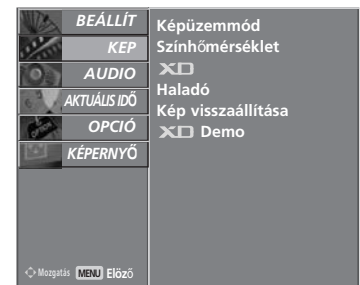 BEÁLLÍT
KEP
AUDIO
AKTUÁLIS IDŐ
OPCIÓ
KÉPERNYŐ
Mozgatás MENU Előző
Képüzemmód
Színhőmérséklet
XD
Haladó
Kép visszaállítása
XD Demo